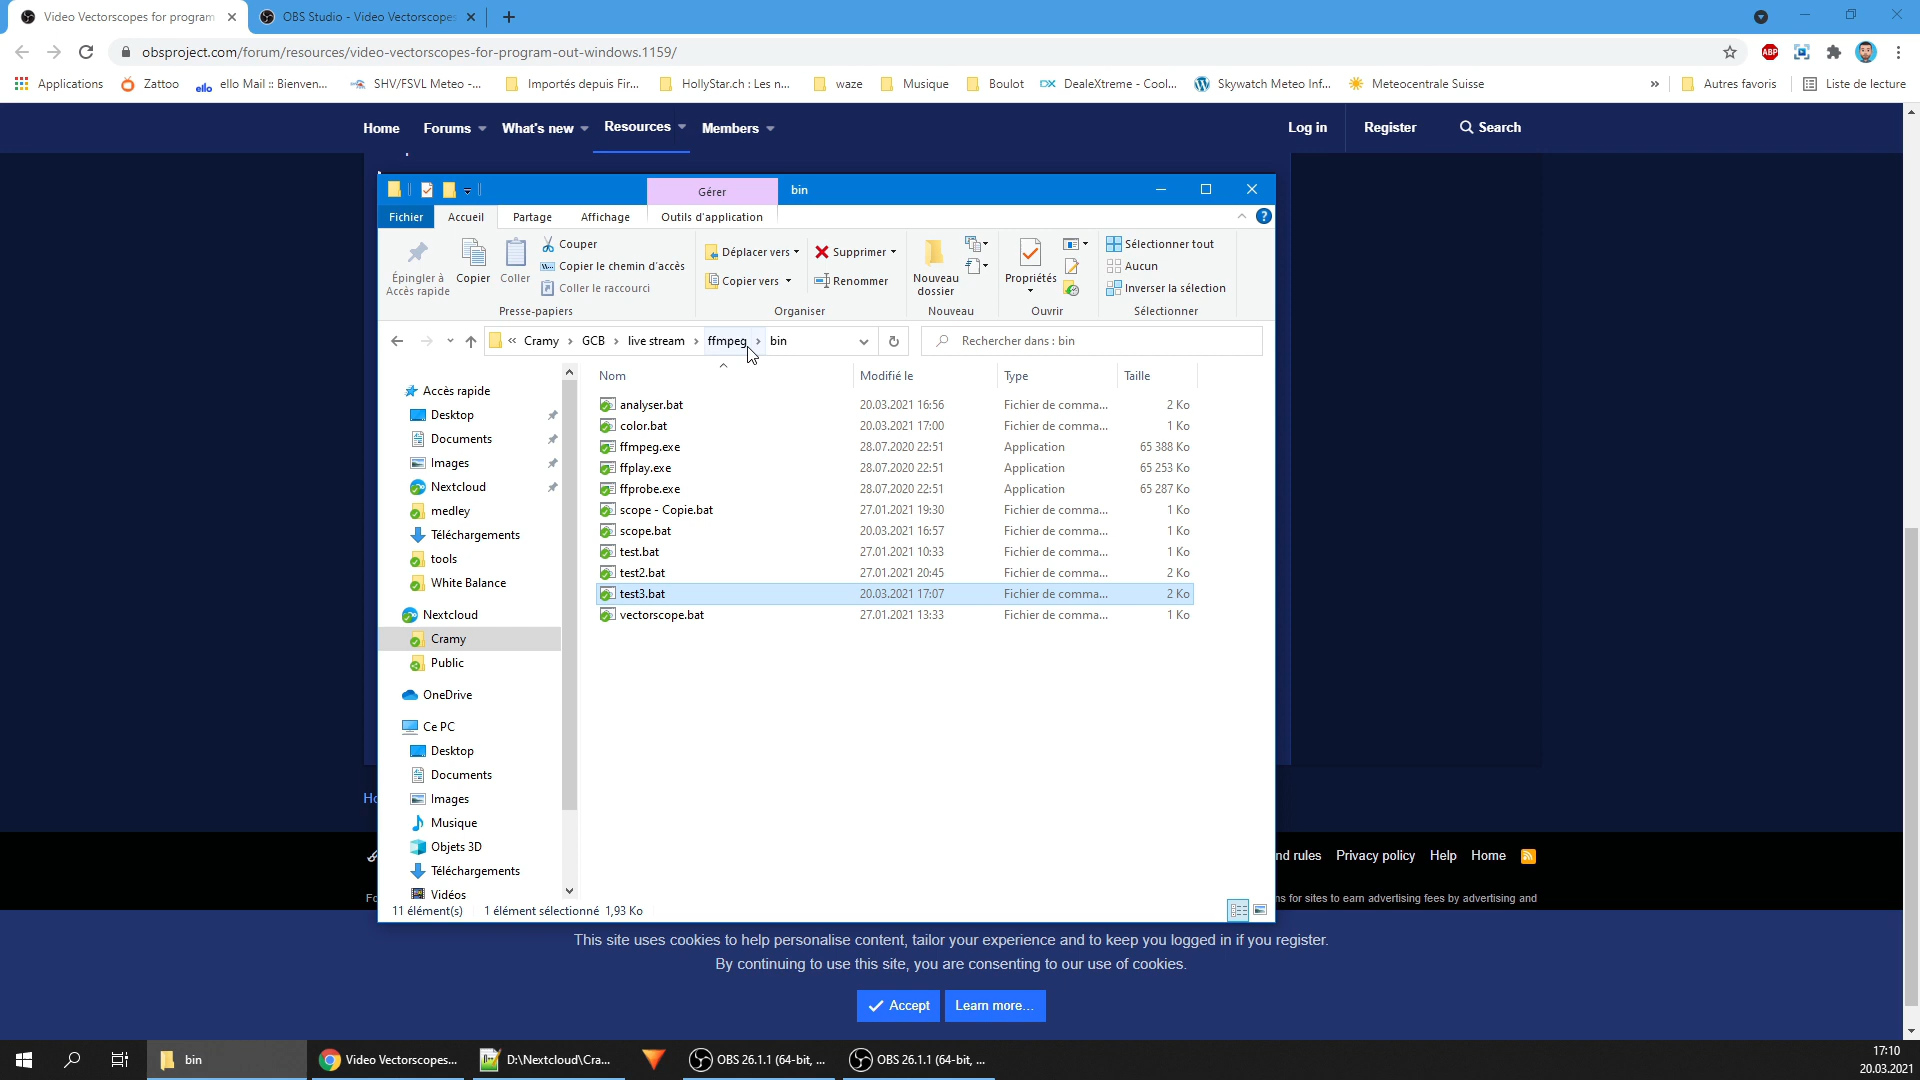 Video Vectorscopes for program
OBS Studio - Video Vectorscopes
obsproject.com/forum/resources/video-vectorscopes-for-program-out-windows.1159/
ABP
Applications
Zattoo
ello
ello Mail :: Bienven...
SHV/FSVL Meteo -...
Importés depuis Fir...
HollyStar.ch : Les n...
waze
Musique
Boulot
DX
DealeXtreme - Cool...
Skywatch Meteo Inf...
Meteocentrale Suisse
»
Autres favoris
Liste de lecture
Home
Forums
What's new
Resources
Members
Log in
Register
Search
Gérer
bin
Fichier
Accueil
Partage
Affichage
Outils d'application
Épingler à
Accès rapide
Copier
Coller
Couper
Copier le chemin d'accès
Coller le raccourci
Presse-papiers
Déplacer vers
Copier vers
Supprimer
Renommer
Organiser
Nouveau
dossier
Nouveau
Propriétés
Ouvrir
Sélectionner tout
Aucun
Inverser la sélection
Sélectionner
« Cramy > GCB > live stream > ffmpeg > bin
Rechercher dans : bin
Nom Modifié le Type Taille
analyser.bat 20.03.2021 16:56 Fichier de comma... 2 Ko
color.bat 20.03.2021 17:00 Fichier de comma... 1 Ko
ffmpeg.exe 28.07.2020 22:51 Application 65 388 Ko
ffplay.exe 28.07.2020 22:51 Application 65 253 Ko
ffprobe.exe 28.07.2020 22:51 Application 65 287 Ko
scope - Copie.bat 27.01.2021 19:30 Fichier de comma... 1 Ko
scope.bat 20.03.2021 16:57 Fichier de comma... 1 Ko
test.bat 27.01.2021 10:33 Fichier de comma... 1 Ko
test2.bat 27.01.2021 20:45 Fichier de comma... 2 Ko
test3.bat 20.03.2021 17:07 Fichier de comma... 2 Ko
vectorscope.bat 27.01.2021 13:33 Fichier de comma... 1 Ko
Accès rapide
Desktop
Documents
Images
Nextcloud
medley
Téléchargements
tools
White Balance
Nextcloud
Cramy
Public
OneDrive
Ce PC
Desktop
Documents
Images
Musique
Objets 3D
Téléchargements
Vidéos
11 élément(s) 1 élément sélectionné 1,93 Ko
nd rules
Privacy policy
Help
Home
ns for sites to earn advertising fees by advertising and
This site uses cookies to help personalise content, tailor your experience and to keep you logged in if you register.
By continuing to use this site, you are consenting to our use of cookies.
Accept
Learn more...
bin
Video Vectorscopes...
D:\Nextcloud\Cra...
OBS 26.1.1 (64-bit, ...
OBS 26.1.1 (64-bit, ...
17:10
20.03.2021